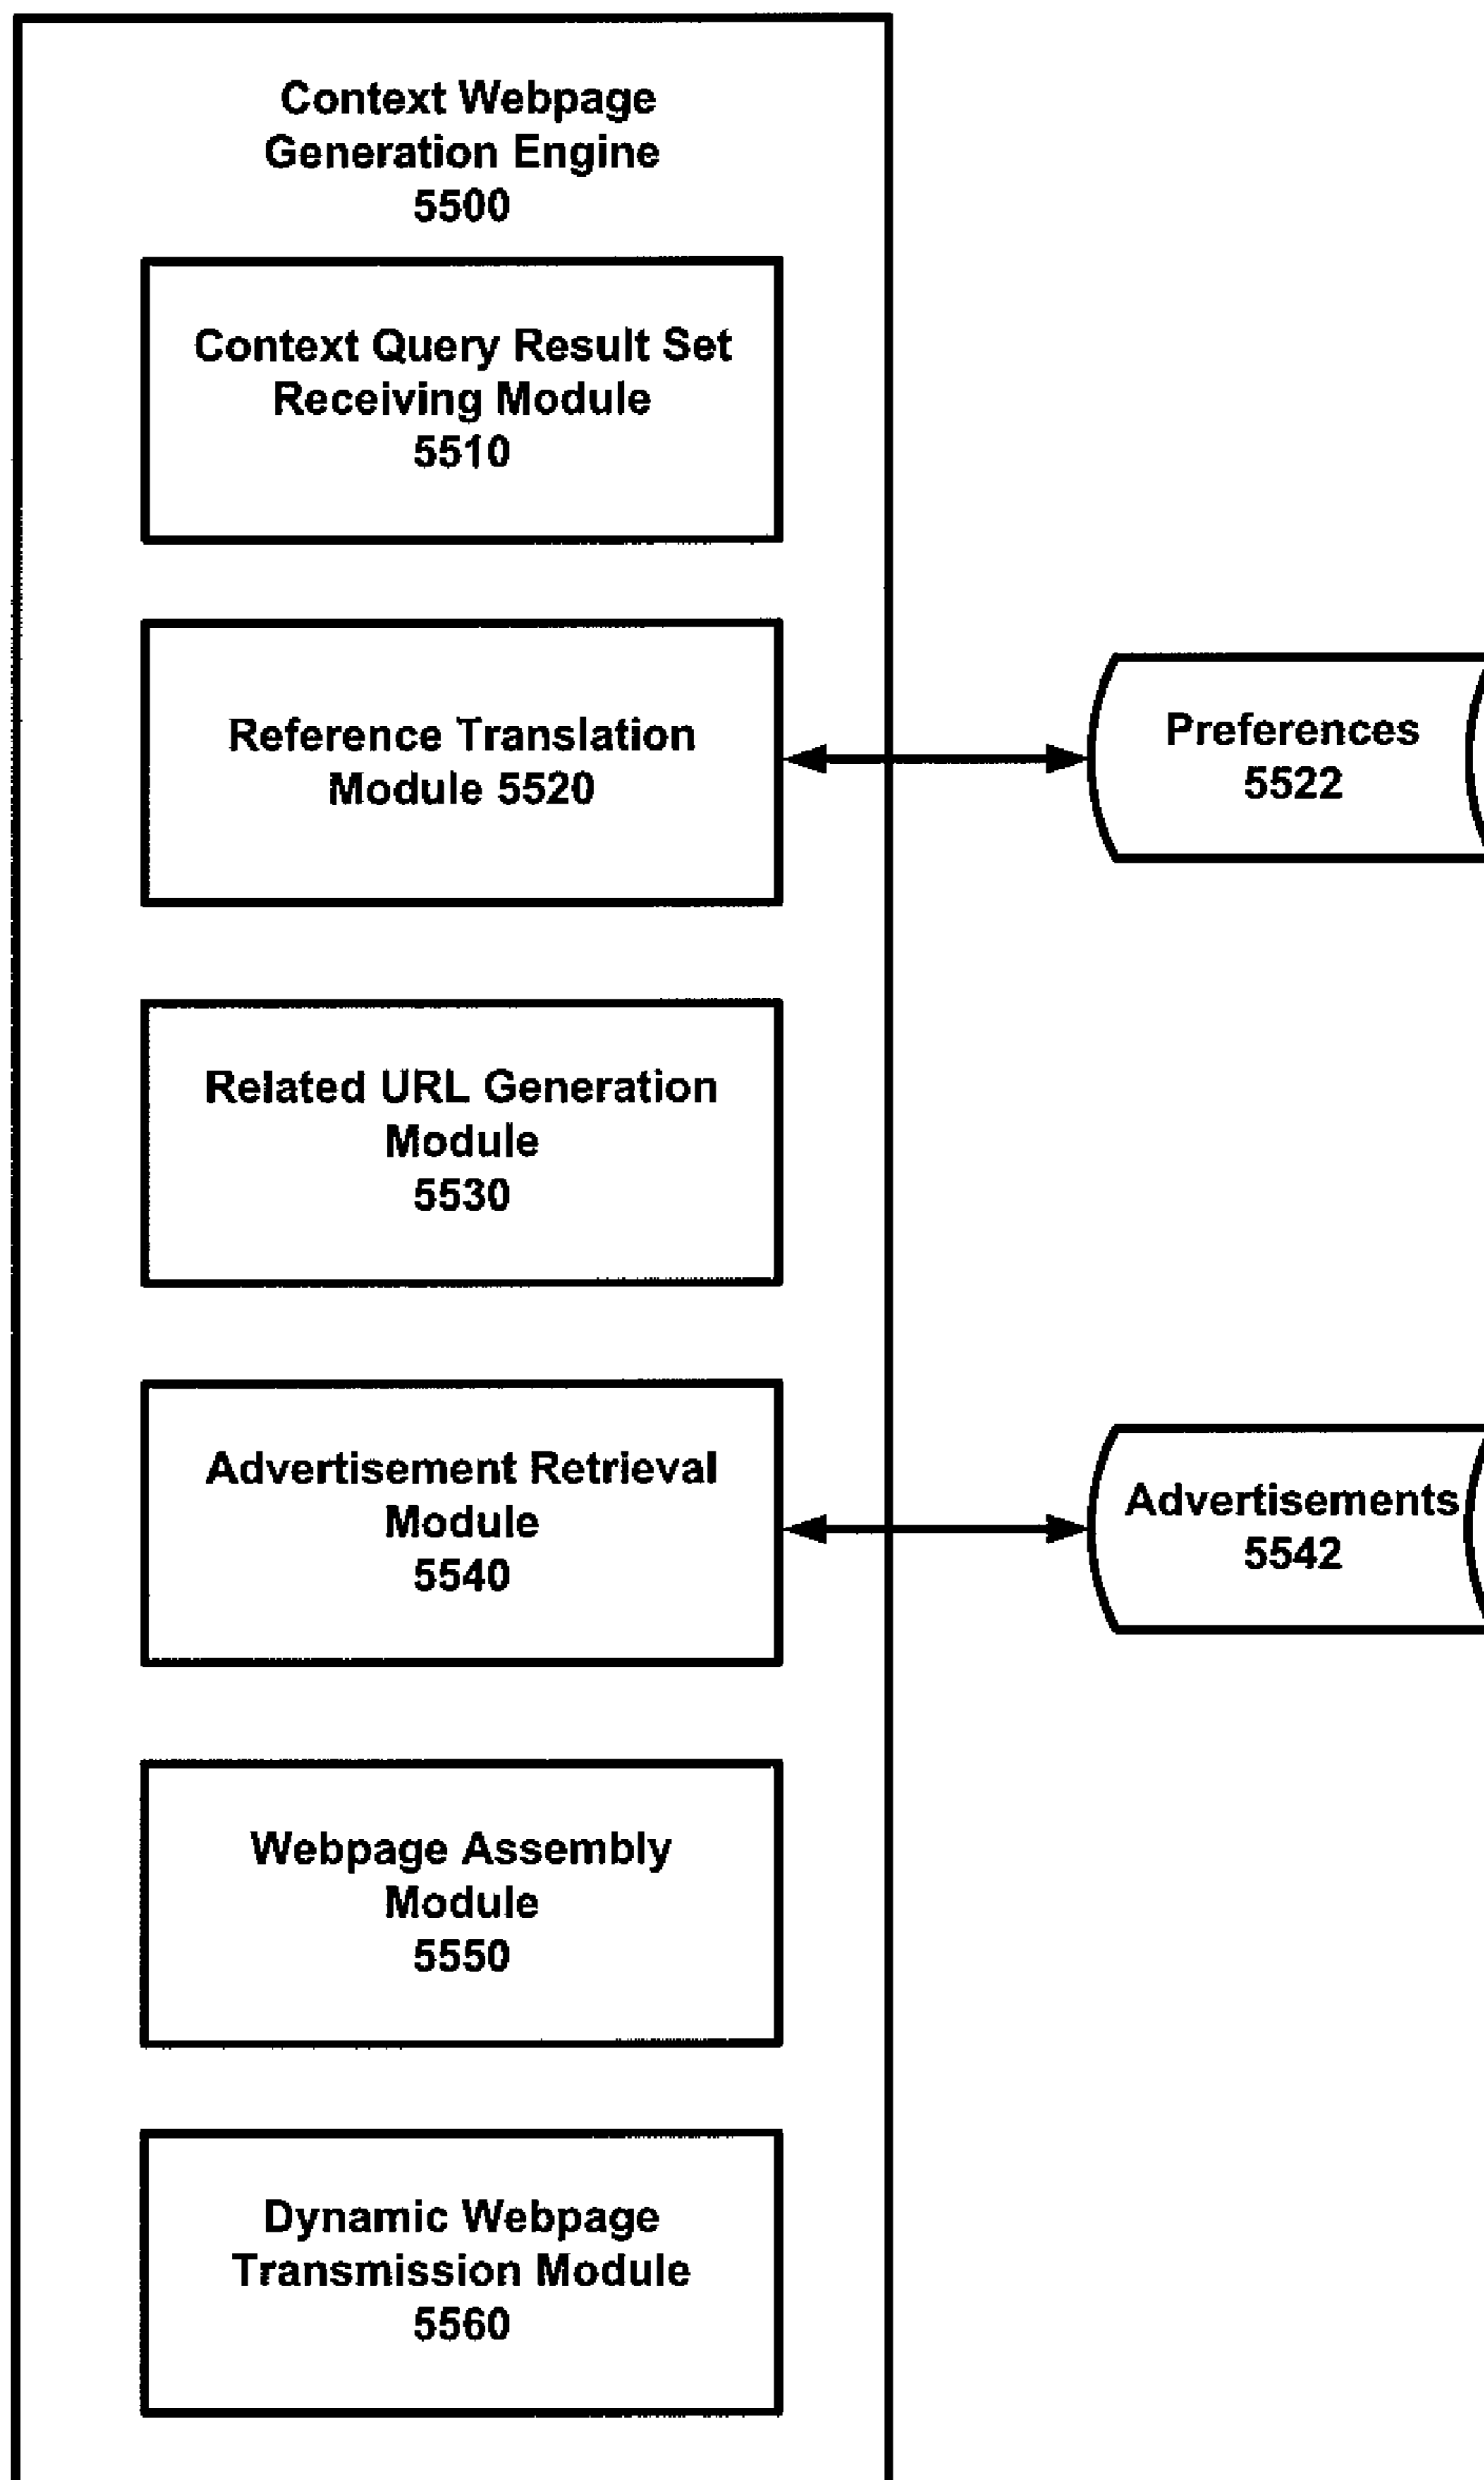 Context Webpage
Generation Engine
5500
Context Query Result Set
Receiving Module
5510
Reference Translation
Module 5520
Preferences
5522
Related URL Generation
Module
5530
Advertisement Retrieval
Module
5540
Advertisements
5542
Webpage Assembly
Module
5550
Dynamic Webpage
Transmission Module
5560